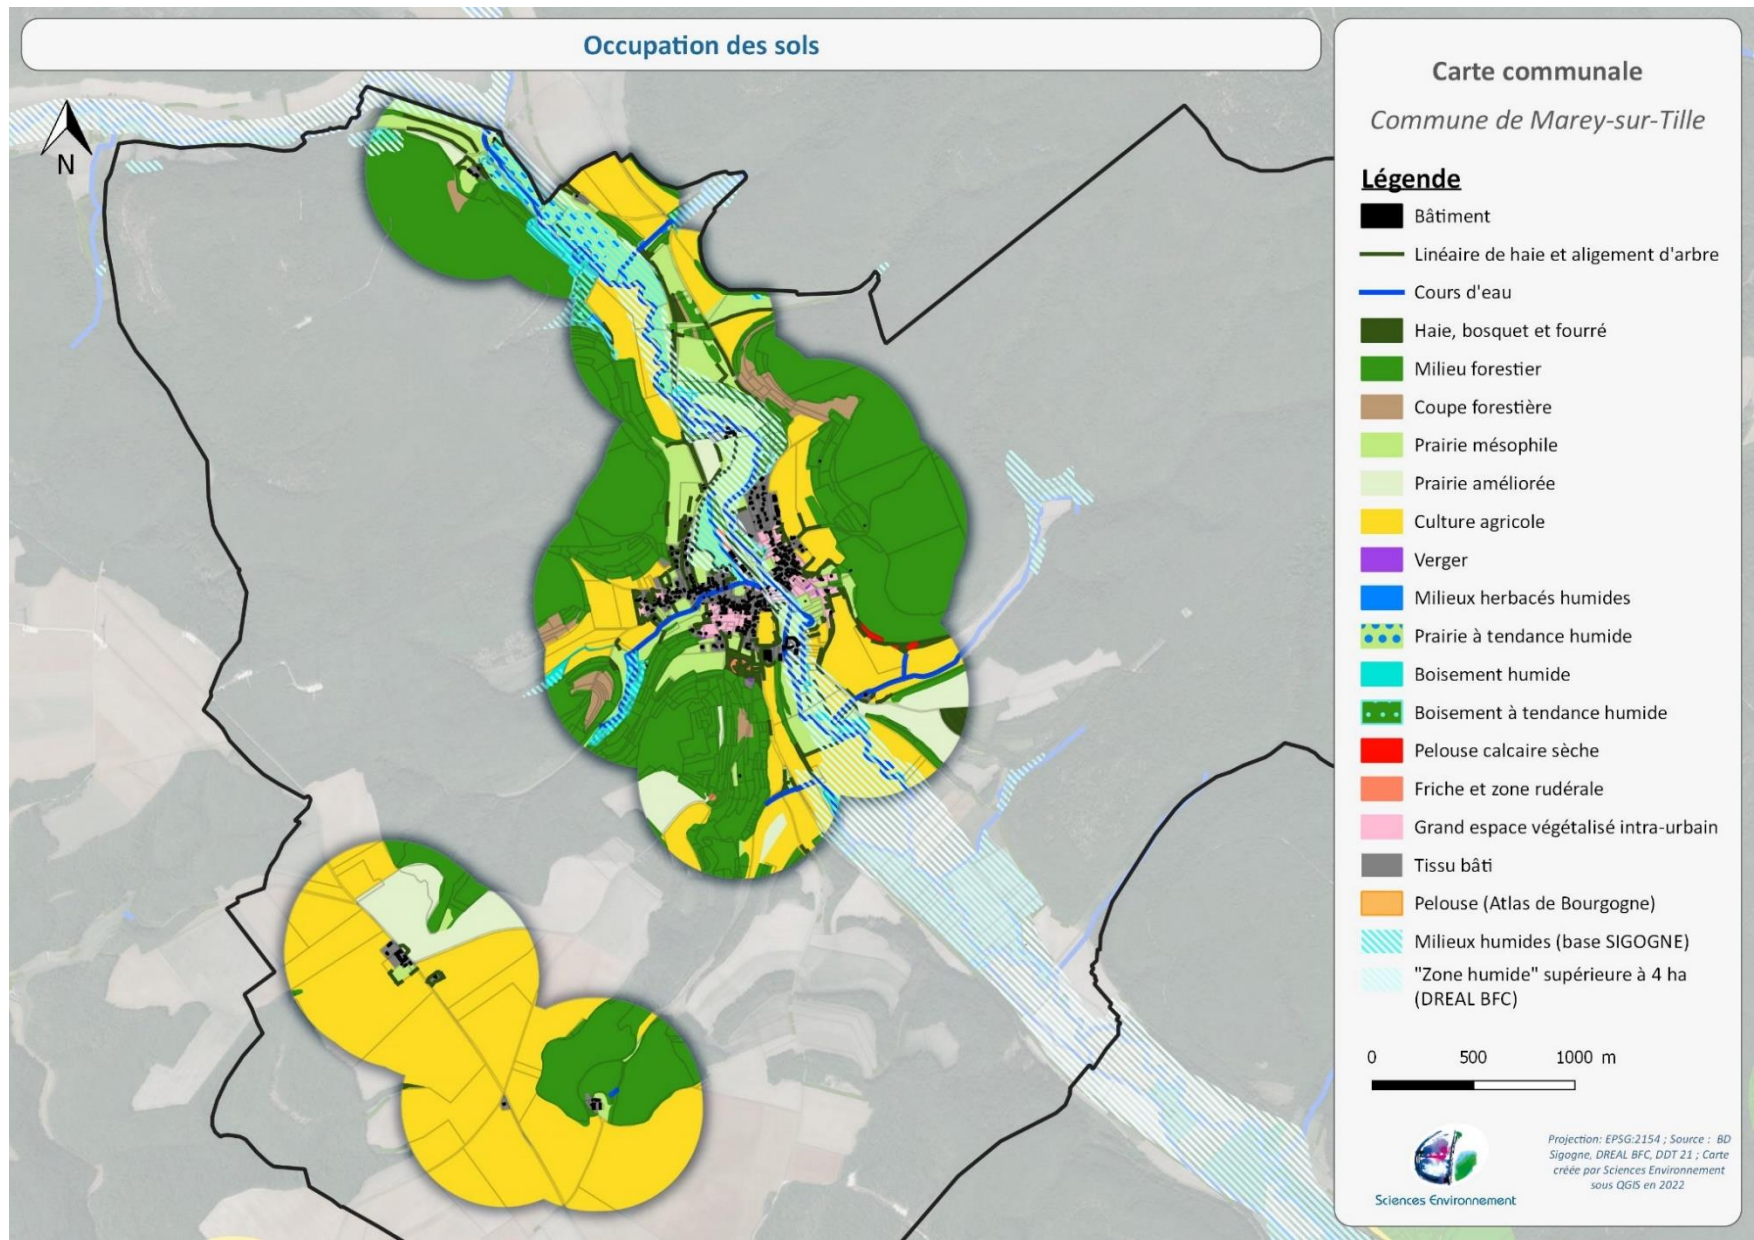 Occupation des sols
N
Carte communale
Commune de Marey-sur-Tille
Légende
Bâtiment
Linéaire de haie et aligement d'arbre
Cours d'eau
Haie, bosquet et fourré
Milieu forestier
Coupe forestière
Prairie mésophile
Prairie améliorée
Culture agricole
Verger
Milieux herbacés humides
Prairie à tendance humide
Boisement humide
Boisement à tendance humide
Pelouse calcaire sèche
Friche et zone rudérale
Grand espace végétalisé intra-urbain
Tissu bâti
Pelouse (Atlas de Bourgogne)
Milieux humides (base SIGOGNE)
"Zone humide" supérieure à 4 ha
(DREAL BFC)
0 500 1000 m
Sciences Environnement
Projection: EPSG:2154 ; Source : BD
Sigogne, DREAL BFC, DDT 21 ; Carte
créée par Sciences Environnement
sous QGIS en 2022